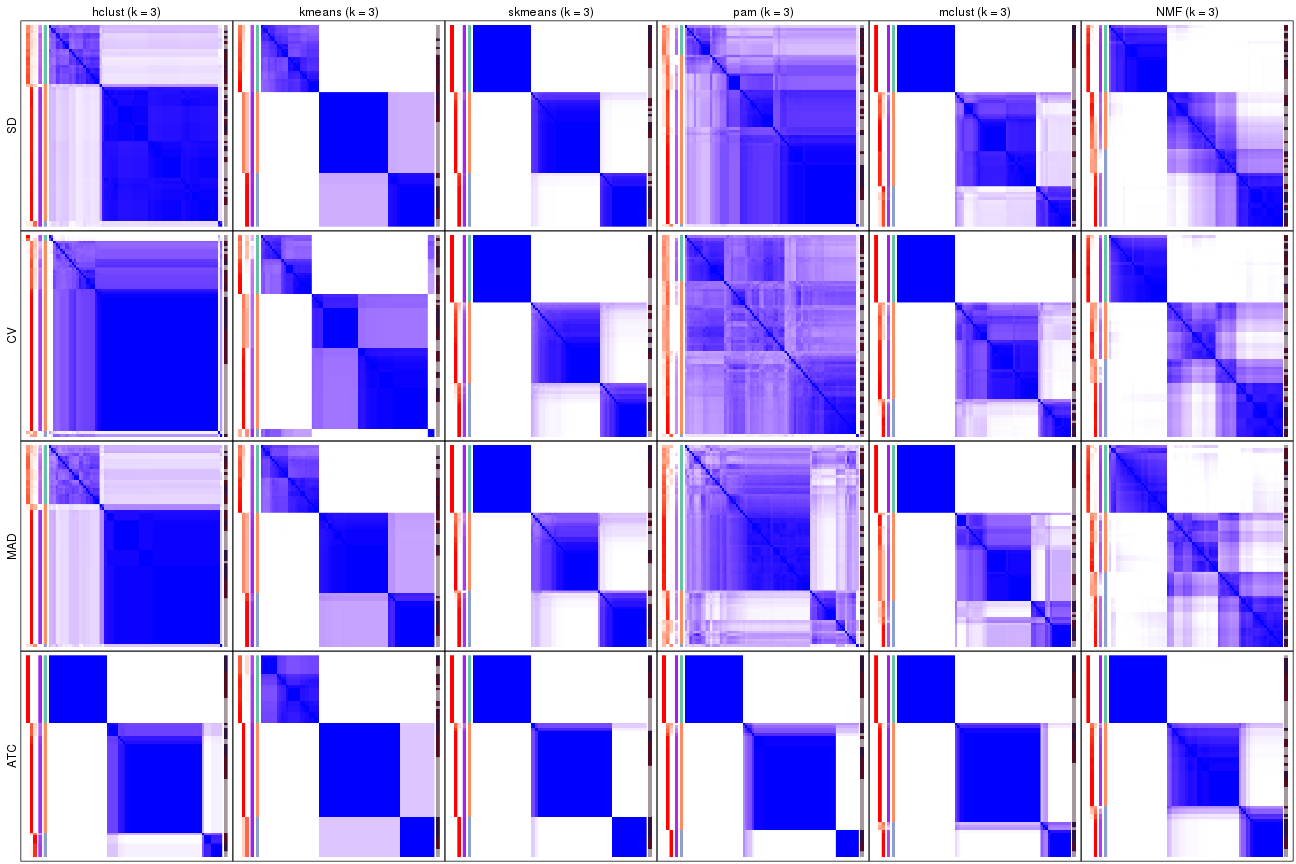 hclust (k = 3) kmeans (k = 3) skmeans (k = 3) pam (k = 3) mclust (k = 3) NMF (k = 3)
SD
CV
MAD
ATC